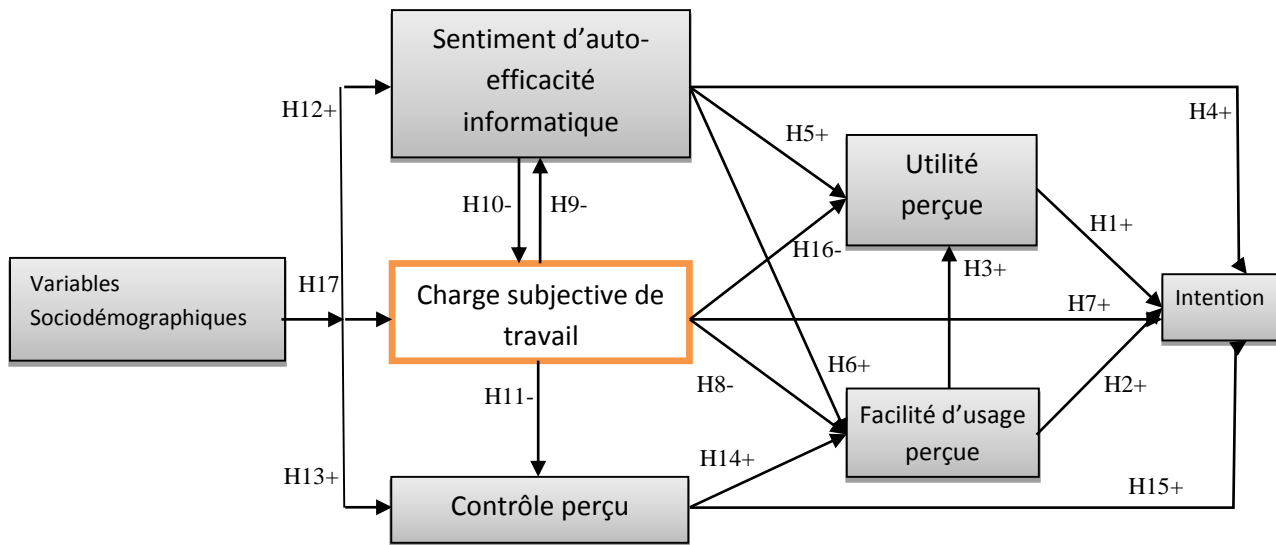 Sentiment d’auto-
efficacité
informatique
H12+
H4+
H5+
Utilité
perçue
H10-
H9-
H1+
H16-
H3+
Variables
Sociodémographiques
H17
Charge subjective de
travail
Intention
H7+
H6+
H8-
H2+
H11-
Facilité d’usage
perçue
H14+
H13+
Contrôle perçu
H15+